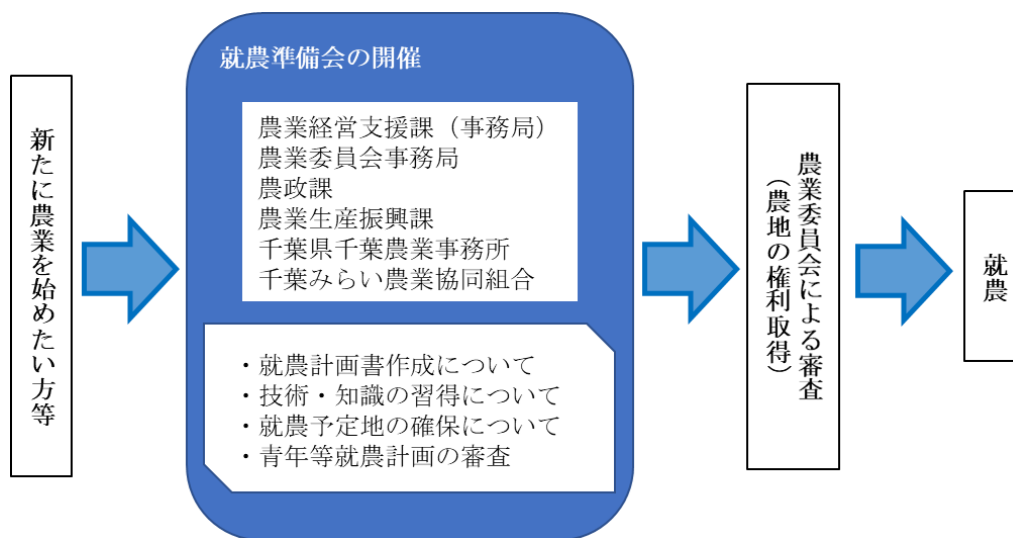 新たに農業を始めたい方等
就農準備会の開催
農業経営支援課（事務局）
農業委員会事務局
農政課
農業生産振興課
千葉県千葉農業事務所
千葉みらい農業協同組合
・就農計画書作成について
・技術・知識の習得について
・就農予定地の確保について
・青年等就農計画の審査
農業委員会による審査
（農地の権利取得）
就農